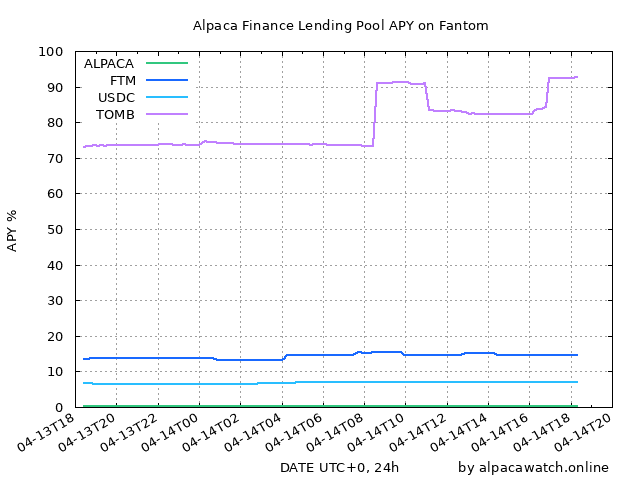 Alpaca Finance Lending Pool APY on Fantom
100
90
80
70
60
50
40
30
20
10
0
APY %
ALPACA
FTM
USDC
TOMB
04-13T18
04-13T20
04-13T22
04-14T00
04-14T02
04-14T04
04-14T06
04-14T08
04-14T10
04-14T12
04-14T14
04-14T16
04-14T18
04-14T20
DATE UTC+0, 24h
by alpacawatch.online